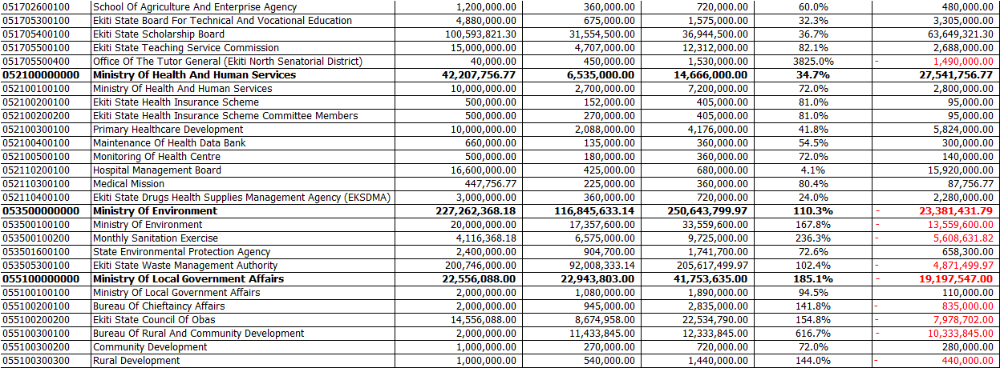 051702600100 School Of Agriculture And Enterprise Agency 1,200,000.00 360,000.00 720,000.00 60.0% 480,000.00
051705300100 Ekiti State Board For Technical And Vocational Education 4,880,000.00 675,000.00 1,575,000.00 32.3% 3,305,000.00
051705400100 Ekiti State Scholarship Board 100,593,821.30 31,554,500.00 36,944,500.00 36.7% 63,649,321.30
051705500100 Ekiti State Teaching Service Commission 15,000,000.00 4,707,000.00 12,312,000.00 82.1% 2,688,000.00
051705500400 Office Of The Tutor General (Ekiti North Senatorial District) 40,000.00 450,000.00 1,530,000.00 3825.0% - 1,490,000.00
052100000000 Ministry Of Health And Human Services 42,207,756.77 6,535,000.00 14,666,000.00 34.7% 27,541,756.77
052100100100 Ministry Of Health And Human Services 10,000,000.00 2,700,000.00 7,200,000.00 72.0% 2,800,000.00
052100200100 Ekiti State Health Insurance Scheme 500,000.00 152,000.00 405,000.00 81.0% 95,000.00
052100200200 Ekiti State Health Insurance Scheme Committee Members 500,000.00 270,000.00 405,000.00 81.0% 95,000.00
052100300100 Primary Healthcare Development 10,000,000.00 2,088,000.00 4,176,000.00 41.8% 5,824,000.00
052100400100 Maintenance Of Health Data Bank 660,000.00 135,000.00 360,000.00 54.5% 300,000.00
052100500100 Monitoring Of Health Centre 500,000.00 180,000.00 360,000.00 72.0% 140,000.00
052110200100 Hospital Management Board 16,600,000.00 425,000.00 680,000.00 4.1% 15,920,000.00
052110300100 Medical Mission 447,756.77 225,000.00 360,000.00 80.4% 87,756.77
052110400100 Ekiti State Drugs Health Supplies Management Agency (EKSDMA) 3,000,000.00 360,000.00 720,000.00 24.0% 2,280,000.00
053500000000 Ministry Of Environment 227,262,368.18 116,845,633.14 250,643,799.97 110.3% - 23,381,431.79
053500100100 Ministry Of Environment 20,000,000.00 17,357,600.00 33,559,600.00 167.8% - 13,559,600.00
053500100200 Monthly Sanitation Exercise 4,116,368.18 6,575,000.00 9,725,000.00 236.3% - 5,608,631.82
053501600100 State Environmental Protection Agency 2,400,000.00 904,700.00 1,741,700.00 72.6% 658,300.00
053505300100 Ekiti State Waste Management Authority 200,746,000.00 92,008,333.14 205,617,499.97 102.4% - 4,871,499.97
055100000000 Ministry Of Local Government Affairs 22,556,088.00 22,943,803.00 41,753,635.00 185.1% - 19,197,547.00
055100100100 Ministry Of Local Government Affairs 2,000,000.00 1,080,000.00 1,890,000.00 94.5% 110,000.00
055100200100 Bureau Of Chieftaincy Affairs 2,000,000.00 945,000.00 2,835,000.00 141.8% - 835,000.00
055100200200 Ekiti State Council Of Obas 14,556,088.00 8,674,958.00 22,534,790.00 154.8% - 7,978,702.00
055100300100 Bureau Of Rural And Community Development 2,000,000.00 11,433,845.00 12,333,845.00 616.7% - 10,333,845.00
055100300200 Community Development 1,000,000.00 270,000.00 720,000.00 72.0% 280,000.00
055100300300 Rural Development 1,000,000.00 540,000.00 1,440,000.00 144.0% - 440,000.00